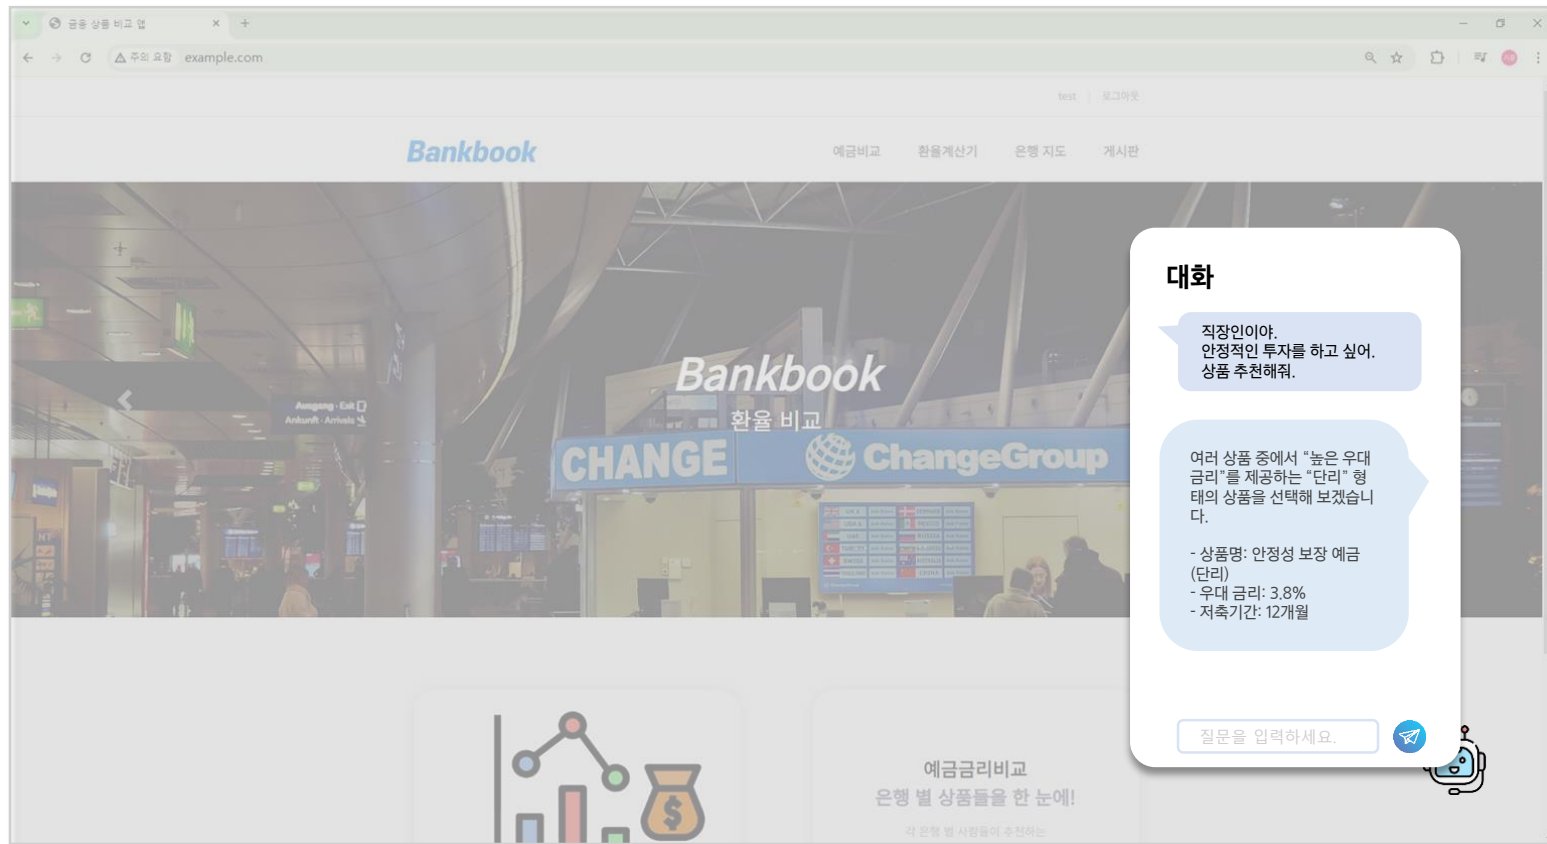 금융 상품 비교 앱
주의 요함 example.com
test | 로그아웃
Bankbook
예금비교 환율계산기 은행 지도 게시판
Ausgang · Exit
Ankunft · Arrivals
Bankbook
환율 비교
CHANGE ChangeGroup
대화
직장인이야.
안정적인 투자를 하고 싶어.
상품 추천해줘.
여러 상품 중에서 “높은 우대
금리”를 제공하는 “단리” 형
태의 상품을 선택해 보겠습니
다.
- 상품명: 안정성 보장 예금
(단리)
- 우대 금리: 3.8%
- 저축기간: 12개월
질문을 입력하세요.
예금금리비교
은행 별 상품들을 한 눈에!
각 은행 별 사람들이 추천하는